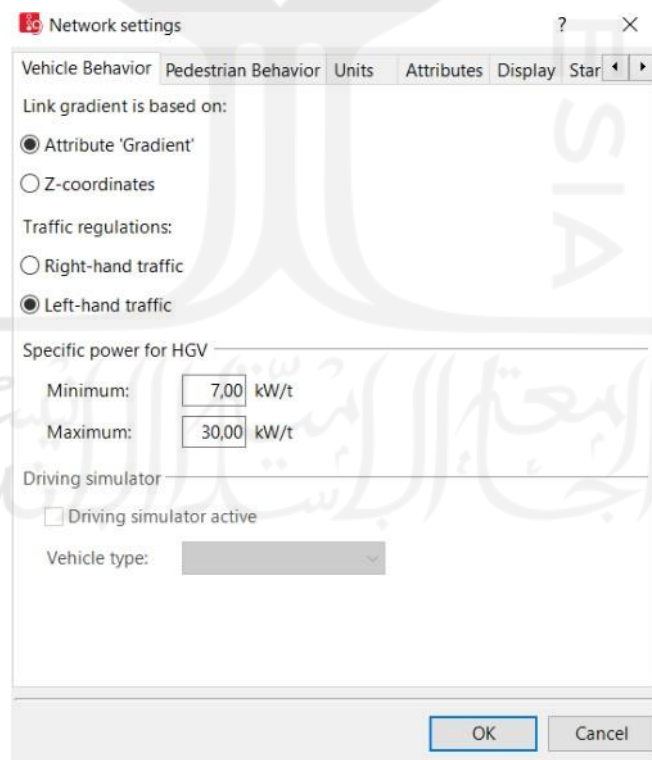 Network settings ? ×
Vehicle Behavior Pedestrian Behavior Units Attributes Display Star
Link gradient is based on:
Attribute 'Gradient'
Z-coordinates
Traffic regulations:
Right-hand traffic
Left-hand traffic
Specific power for HGV
Minimum: 7,00 kW/t
Maximum: 30,00 kW/t
Driving simulator
Driving simulator active
Vehicle type:
OK Cancel